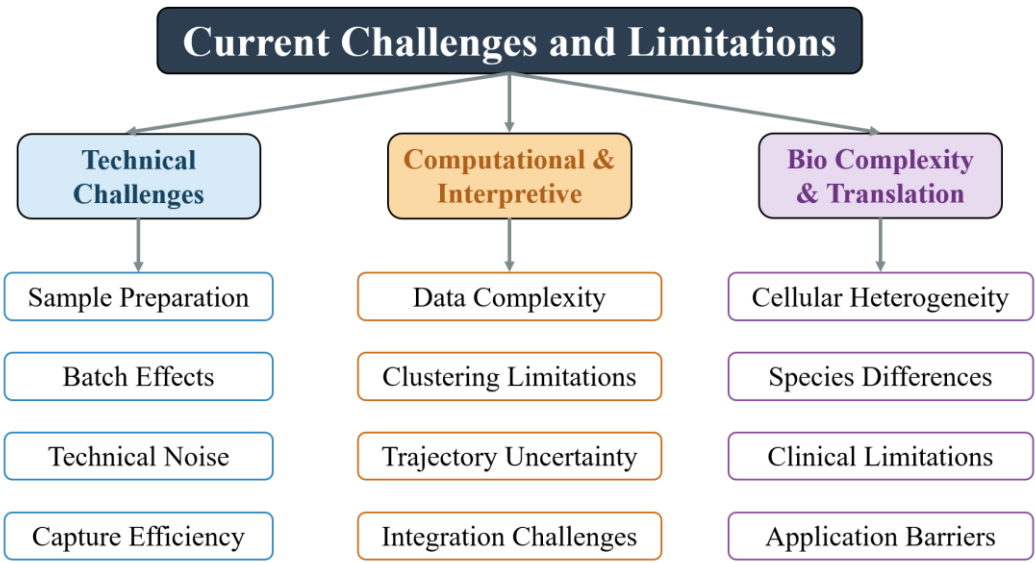 Current Challenges and Limitations
Technical
Challenges
Sample Preparation
Batch Effects
Technical Noise
Capture Efficiency
Computational &
Interpretive
Data Complexity
Clustering Limitations
Trajectory Uncertainty
Integration Challenges
Bio Complexity
& Translation
Cellular Heterogeneity
Species Differences
Clinical Limitations
Application Barriers